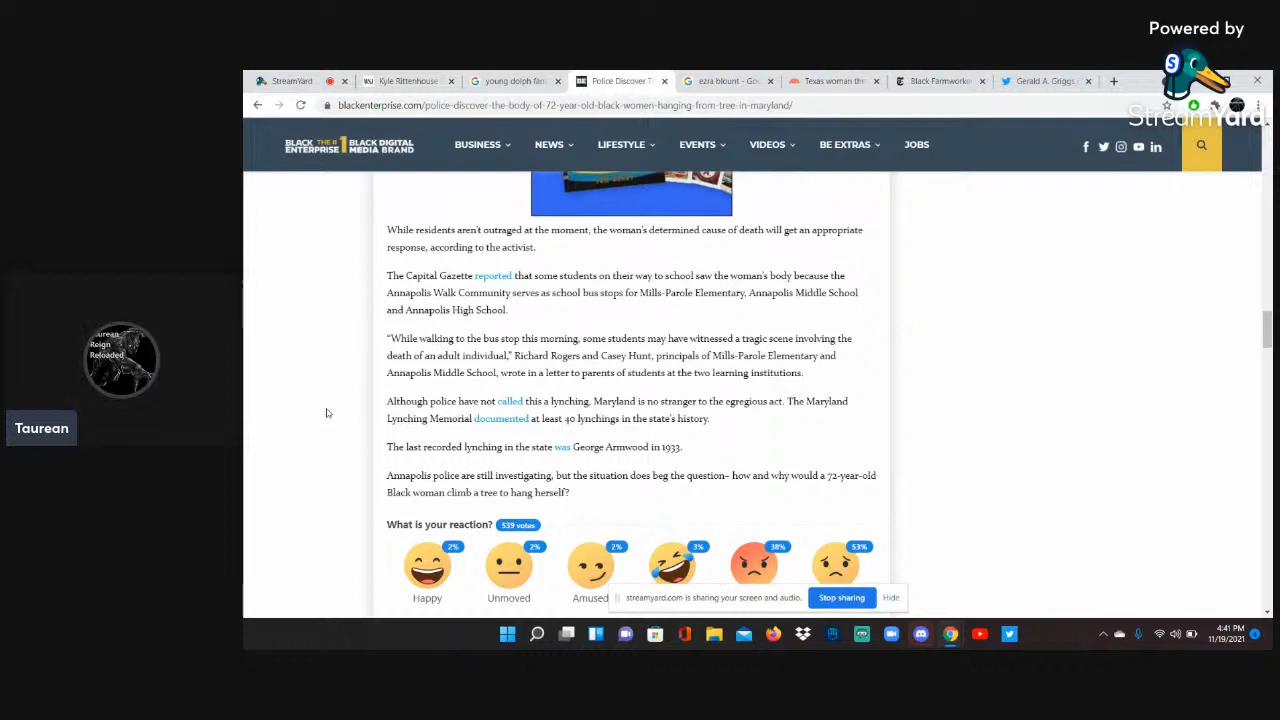 Powered by
StreamYard
StreamYard
Kyle Rittenhouse
young dolph fan
Police Discover T
ezra blount - Go
Texas woman thr
Black Farmworke
Gerald A. Griggs
blackenterprise.com/police-discover-the-body-of-72-year-old-black-women-hanging-from-tree-in-maryland/
BLACK ENTERPRISE THE #1 BLACK DIGITAL MEDIA BRAND
BUSINESS NEWS LIFESTYLE EVENTS VIDEOS BE EXTRAS JOBS
While residents aren't outraged at the moment, the woman's determined cause of death will get an appropriate
response, according to the activist.
The Capital Gazette reported that some students on their way to school saw the woman's body because the
Annapolis Walk Community serves as school bus stops for Mills-Parole Elementary, Annapolis Middle School
and Annapolis High School.
“While walking to the bus stop this morning, some students may have witnessed a tragic scene involving the
death of an adult individual,” Richard Rogers and Casey Hunt, principals of Mills-Parole Elementary and
Annapolis Middle School, wrote in a letter to parents of students at the two learning institutions.
Although police have not called this a lynching, Maryland is no stranger to the egregious act. The Maryland
Lynching Memorial documented at least 40 lynchings in the state's history.
The last recorded lynching in the state was George Armwood in 1933.
Annapolis police are still investigating, but the situation does beg the question– how and why would a 72-year-old
Black woman climb a tree to hang herself?
What is your reaction? 539 votes
2% 2% 2% 3% 38% 53%
Happy Unmoved Amused
streamyard.com is sharing your screen and audio. Stop sharing Hide
Taurean
Reign
Reloaded
Taurean
4:41 PM
11/19/2021